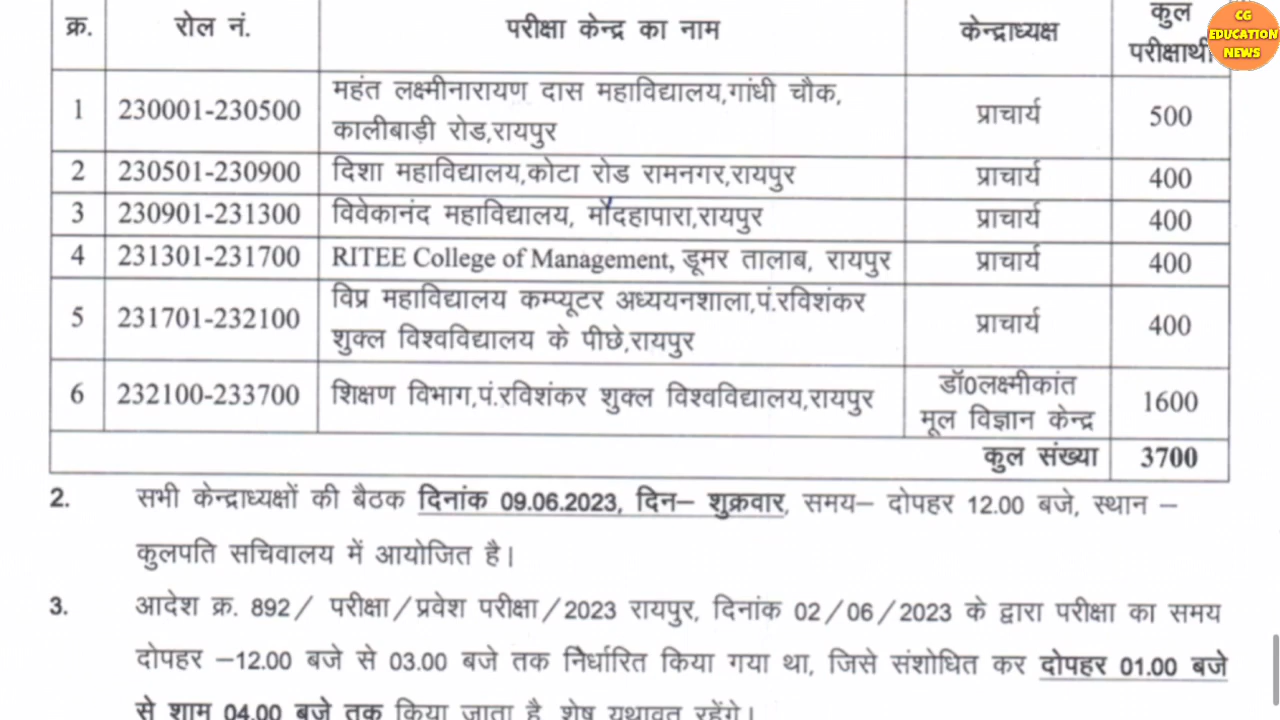 क्र. रोल नं. परीक्षा केन्द्र का नाम केन्द्राध्यक्ष कुल परीक्षार्थी
CG
EDUCATION
NEWS
1 230001-230500 महंत लक्ष्मीनारायण दास महाविद्यालय,गांधी चौक, प्राचार्य 500
कालीबाड़ी रोड,रायपुर
2 230501-230900 दिशा महाविद्यालय,कोटा रोड रामनगर,रायपुर प्राचार्य 400
3 230901-231300 विवेकानंद महाविद्यालय, मौदहापारा,रायपुर प्राचार्य 400
4 231301-231700 RITEE College of Management, डूमर तालाब, रायपुर प्राचार्य 400
5 231701-232100 विप्र महाविद्यालय कम्प्यूटर अध्ययनशाला,पं.रविशंकर प्राचार्य 400
शुक्ल विश्वविद्यालय के पीछे,रायपुर
6 232100-233700 शिक्षण विभाग,पं.रविशंकर शुक्ल विश्वविद्यालय,रायपुर डॉ0लक्ष्मीकांत 1600
मूल विज्ञान केन्द्र
कुल संख्या 3700
2. सभी केन्द्राध्यक्षों की बैठक दिनांक 09.06.2023, दिन– शुक्रवार, समय– दोपहर 12.00 बजे, स्थान –
कुलपति सचिवालय में आयोजित है।
3. आदेश क्र. 892/ परीक्षा/प्रवेश परीक्षा/2023 रायपुर, दिनांक 02/06/2023 के द्वारा परीक्षा का समय
दोपहर –12.00 बजे से 03.00 बजे तक निर्धारित किया गया था, जिसे संशोधित कर दोपहर 01.00 बजे
से शाम 04.00 बजे तक किया जाता है, शेष यथावत रहेंगे।